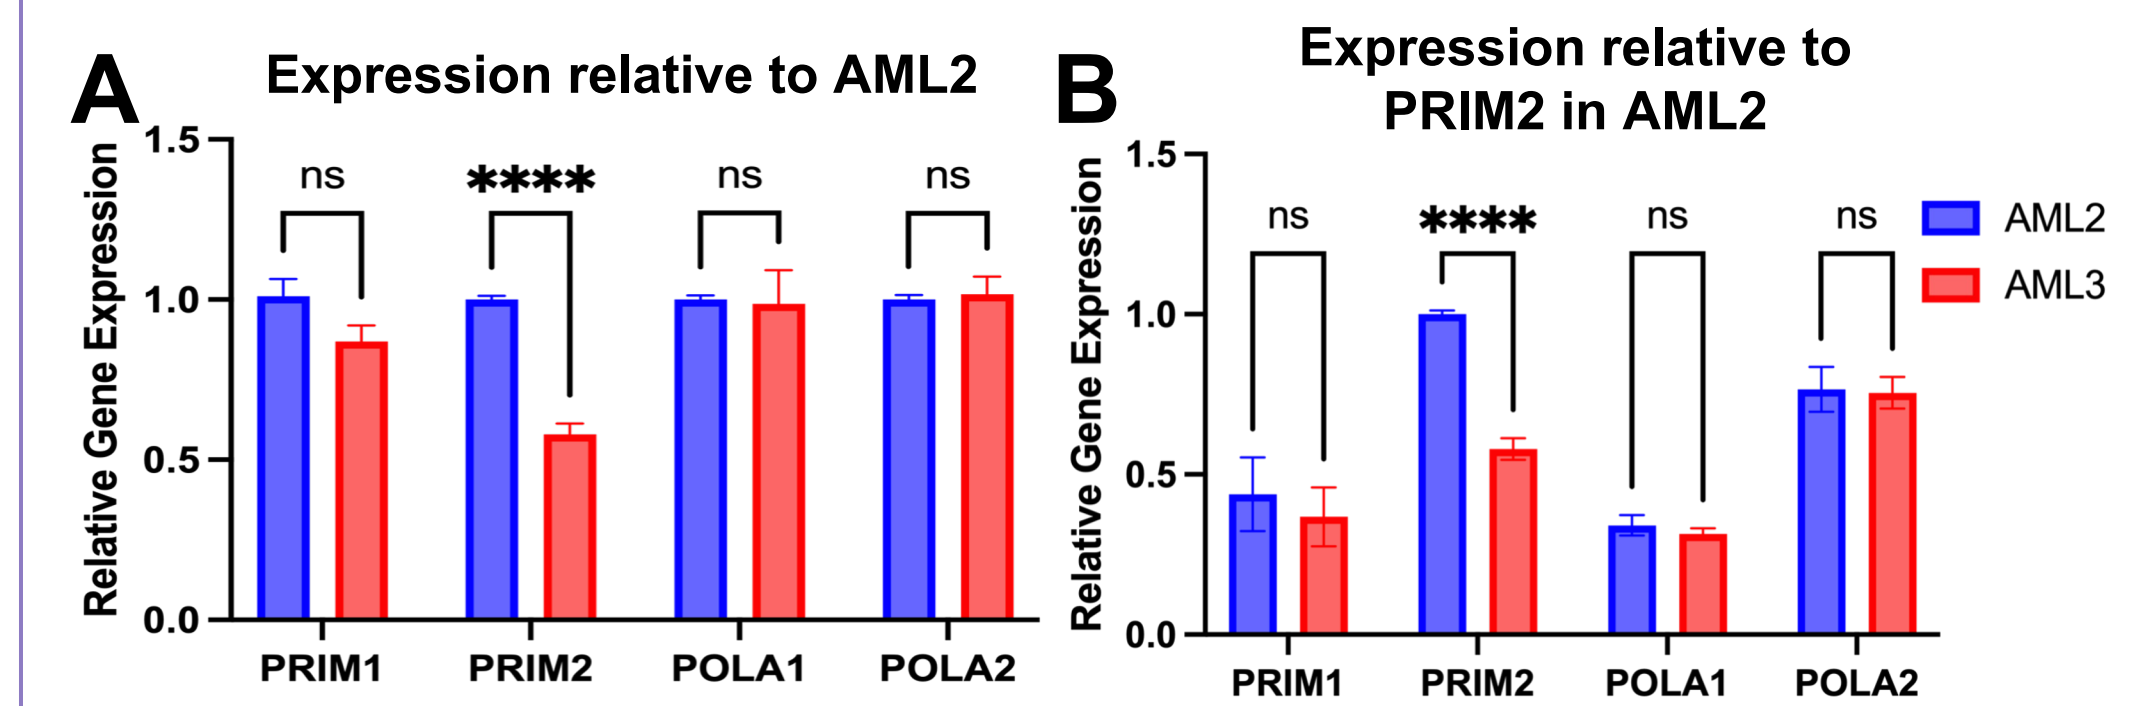 A
Expression relative to AML2
Relative Gene Expression
1.5
1.0
0.5
0.0
ns
****
ns
ns
PRIM1
PRIM2
POLA1
POLA2
B
Expression relative to
PRIM2 in AML2
Relative Gene Expression
1.5
1.0
0.5
0.0
ns
****
ns
ns
PRIM1
PRIM2
POLA1
POLA2
AML2
AML3